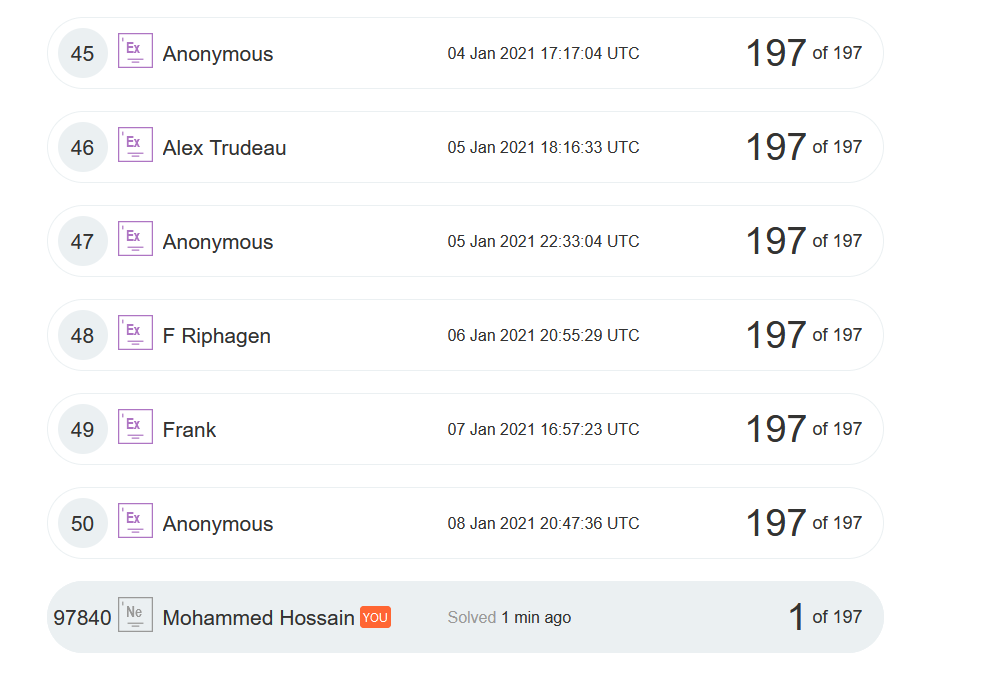 45 Ex Anonymous 04 Jan 2021 17:17:04 UTC 197 of 197
46 Ex Alex Trudeau 05 Jan 2021 18:16:33 UTC 197 of 197
47 Ex Anonymous 05 Jan 2021 22:33:04 UTC 197 of 197
48 Ex F Riphagen 06 Jan 2021 20:55:29 UTC 197 of 197
49 Ex Frank 07 Jan 2021 16:57:23 UTC 197 of 197
50 Ex Anonymous 08 Jan 2021 20:47:36 UTC 197 of 197
97840 Ne Mohammed Hossain YOU Solved 1 min ago 1 of 197